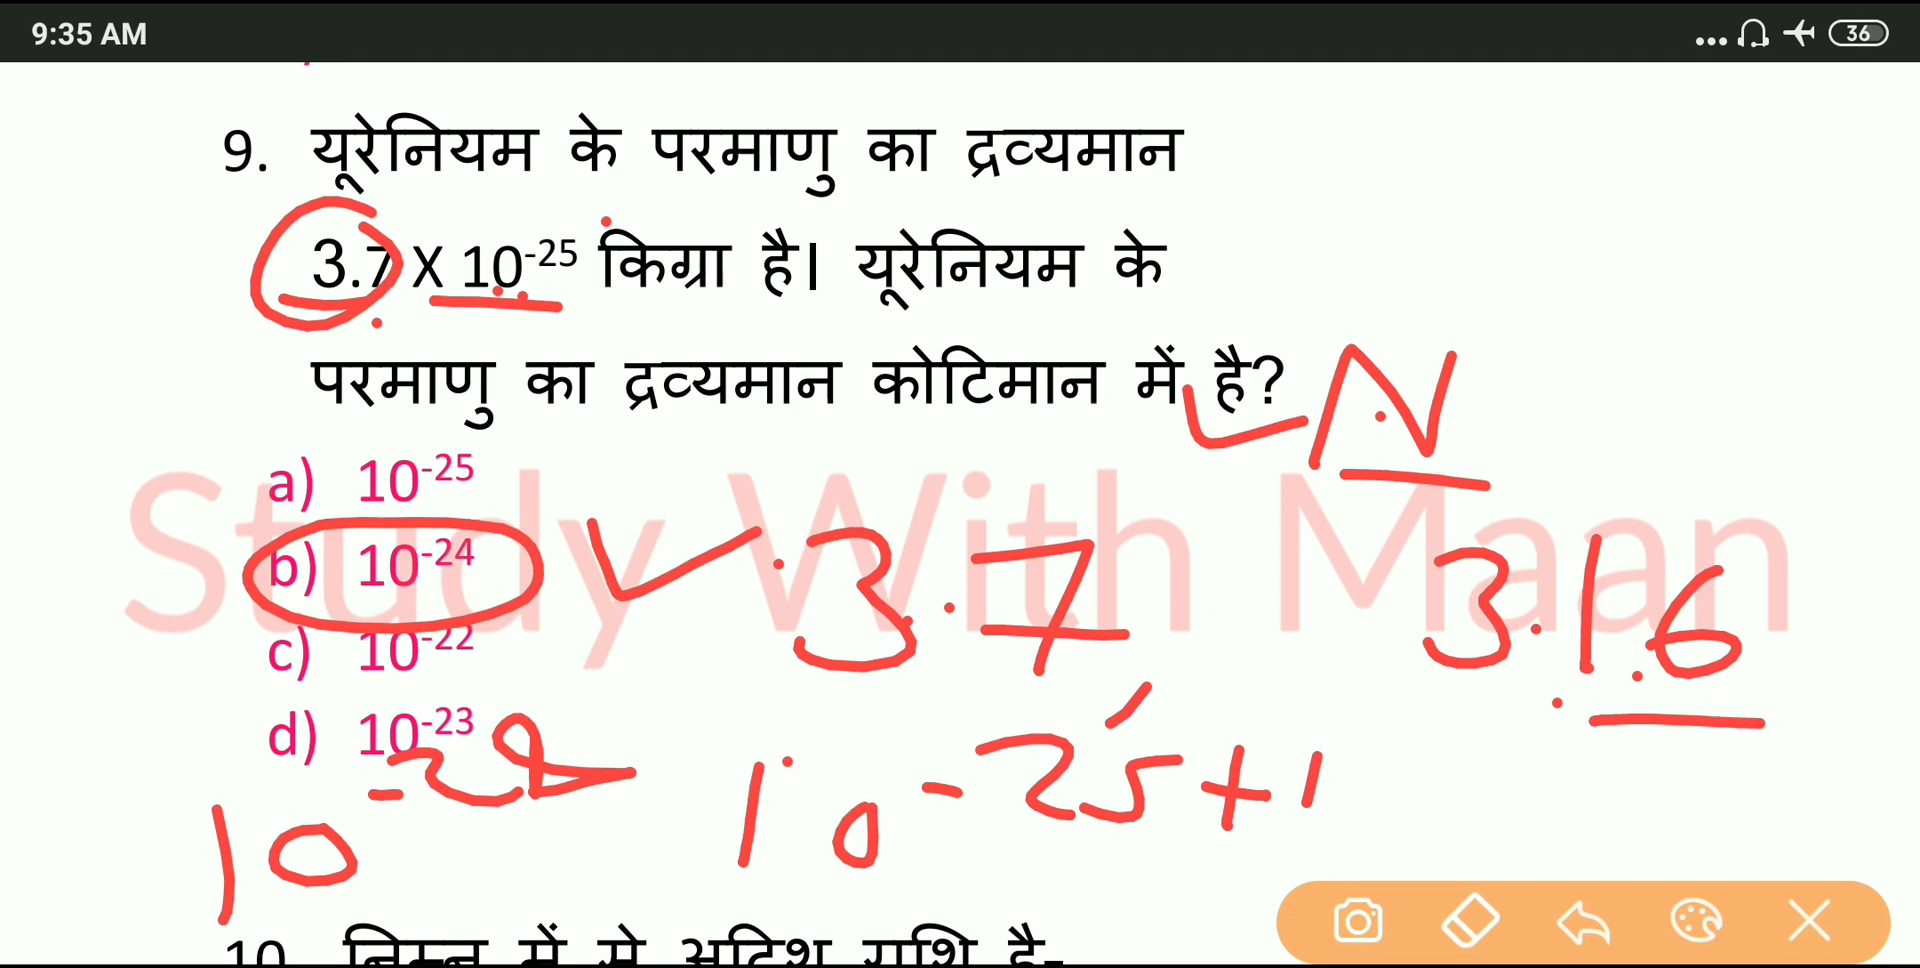 9:35 AM
36
9. यूरेनियम के परमाणु का द्रव्यमान
3.7 X 10⁻²⁵ किग्रा है। यूरेनियम के
परमाणु का द्रव्यमान कोटिमान में है?
N
a) 10⁻²⁵
b) 10⁻²⁴
c) 10⁻²²
d) 10⁻²³
Study With Maan
3.7
3.16
10⁻²⁵⁺¹
10. निम्न में से अदिश राशि है-